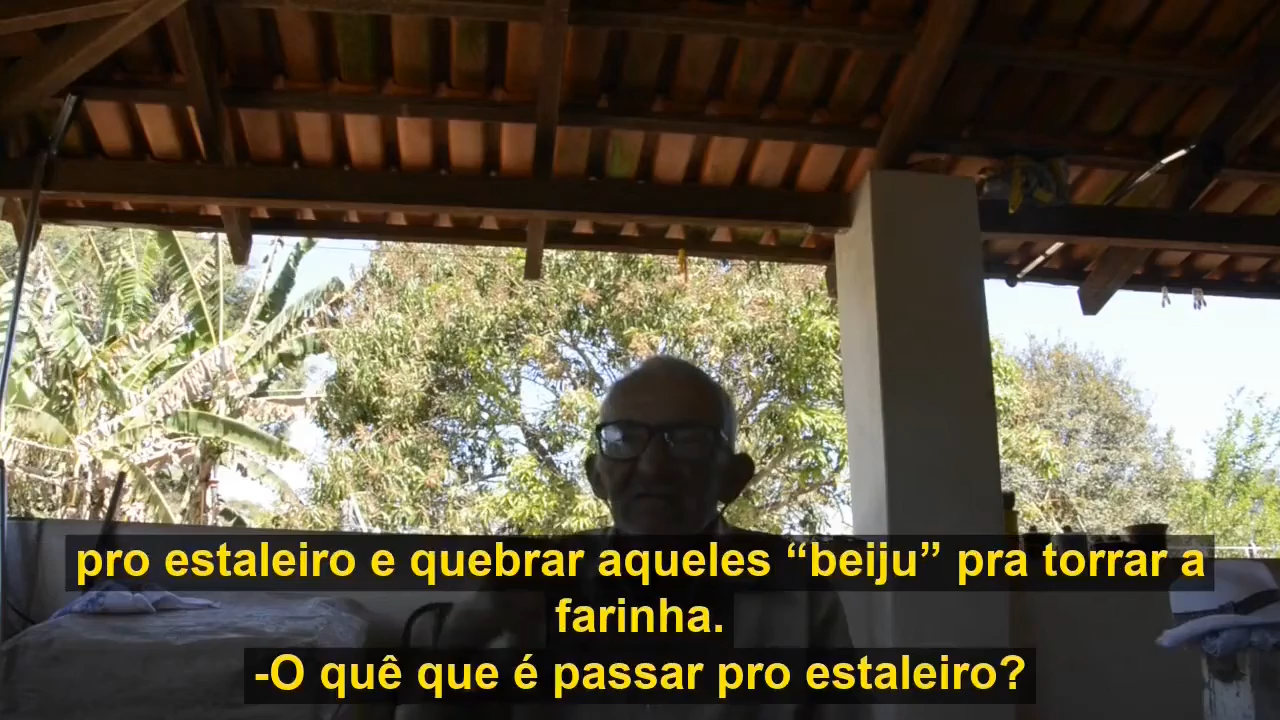 pro estaleiro e quebrar aqueles “beiju” pra torrar a
farinha.
-O quê que é passar pro estaleiro?